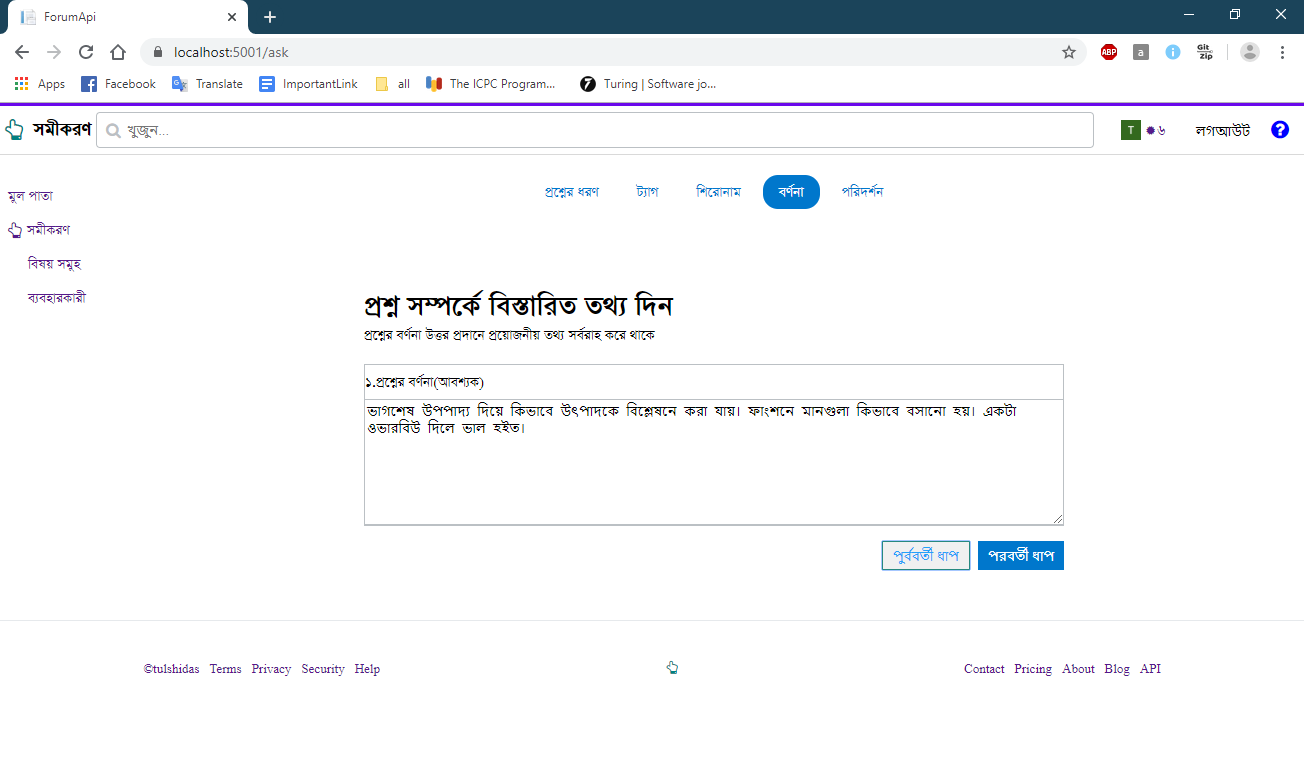 ForumApi
localhost:5001/ask
ABP a i Git Zip
Apps Facebook Translate ImportantLink all The ICPC Program... Turing | Software jo...
সমীকরণ খুজুন... T ৬ লগআউট ?
প্রশ্নের ধরণ ট্যাগ শিরোনাম বর্ণনা পরিদর্শন
মুল পাতা
সমীকরণ
বিষয় সমুহ
ব্যবহারকারী
প্রশ্ন সম্পর্কে বিস্তারিত তথ্য দিন
প্রশ্নের বর্ণনা উত্তর প্রদানে প্রয়োজনীয় তথ্য সর্বরাহ করে থাকে
১.প্রশ্নের বর্ণনা(আবশ্যক)
ভাগশেষ উপপাদ্য দিয়ে কিভাবে উৎপাদকে বিশ্লেষনে করা যায়। ফাংশনে মানগুলা কিভাবে বসানো হয়। একটা
ওভারবিউ দিলে ভাল হইত।
পুর্ববর্তী ধাপ পরবর্তী ধাপ
©tulshidas Terms Privacy Security Help Contact Pricing About Blog API